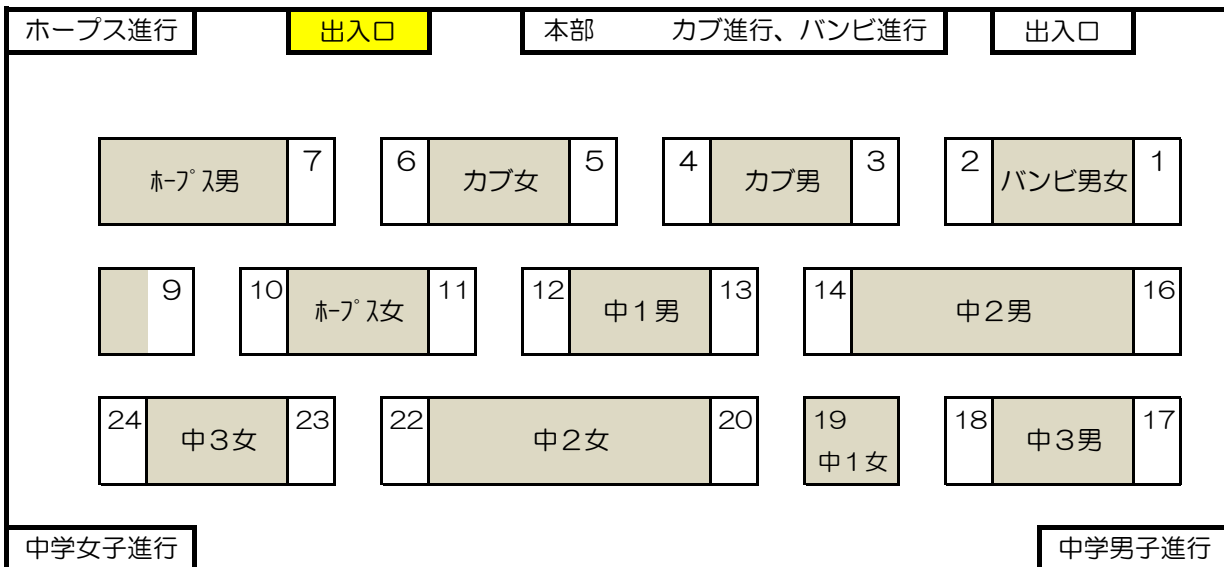 ホープス進行 出入口 本部 カブ進行、バンビ進行 出入口
ﾎｰﾌﾟｽ男 7 6 カブ女 5 4 カブ男 3 2 バンビ男女 1
9 10 ﾎｰﾌﾟｽ女 11 12 中1男 13 14 中2男 16
24 中3女 23 22 中2女 20 19 中1女 18 中3男 17
中学女子進行 中学男子進行